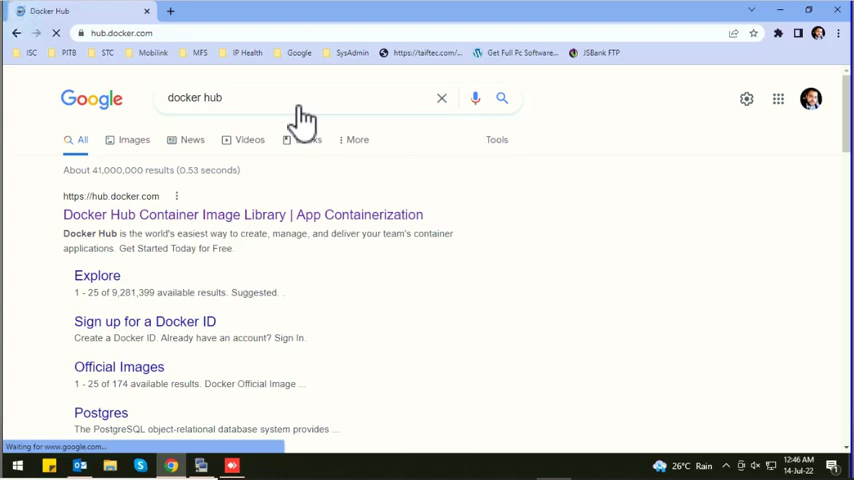 Docker Hub
hub.docker.com
ISC PITB STC Mobilink MFS IP Health Google SysAdmin https://taiftec.com/... Get Full Pc Software... JSBank FTP
Google docker hub
All Images News Videos More Tools
About 41,000,000 results (0.53 seconds)
https://hub.docker.com
Docker Hub Container Image Library | App Containerization
Docker Hub is the world's easiest way to create, manage, and deliver your team's container
applications. Get Started Today for Free.
Explore
1 - 25 of 9,281,399 available results. Suggested. .
Sign up for a Docker ID
Create a Docker ID. Already have an account? Sign In.
Official Images
1 - 25 of 174 available results. Docker Official Image ...
Postgres
The PostgreSQL object-relational database system provides ...
Waiting for www.google.com...
26°C Rain 12:46 AM
14-Jul-22